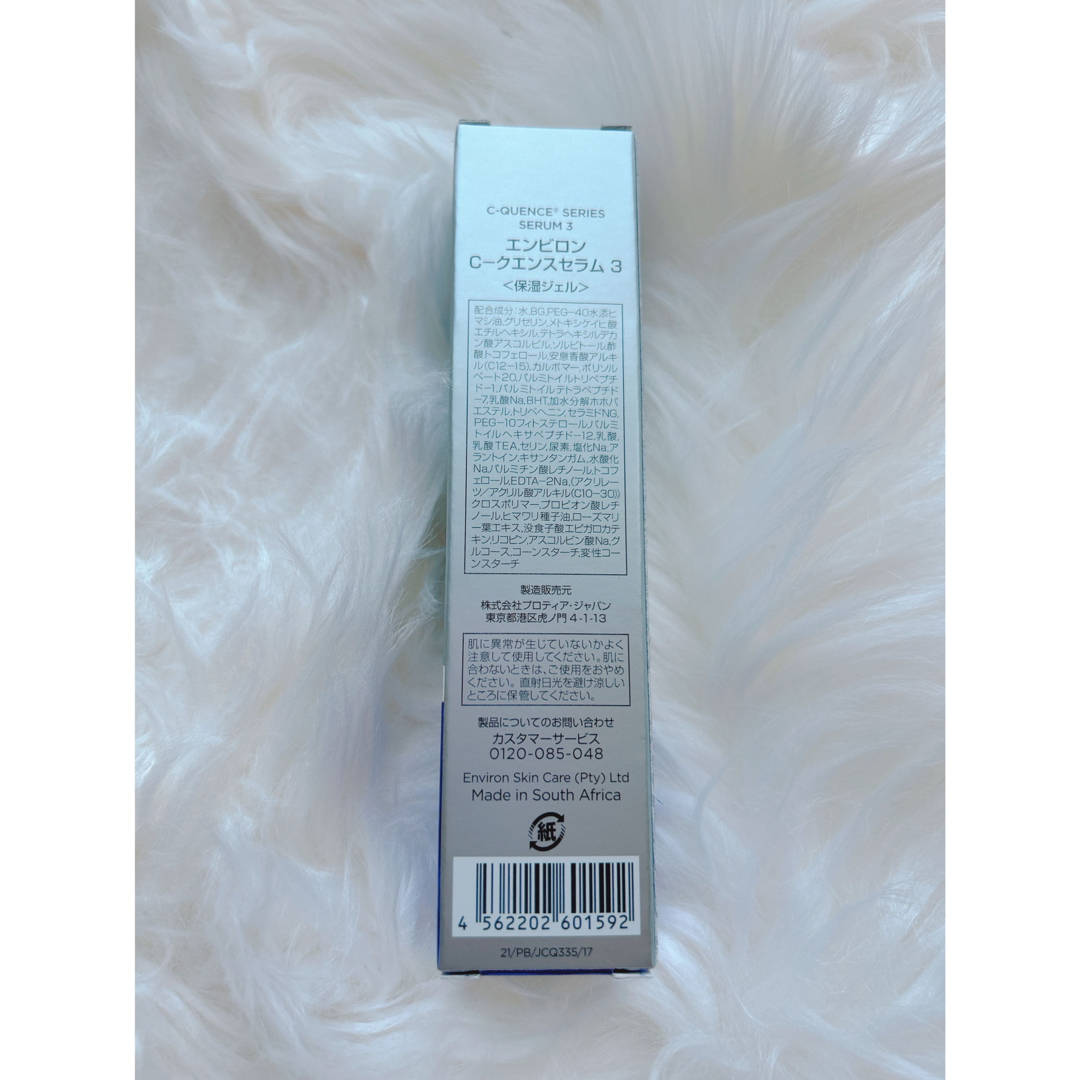 C-QUENCE® SERIES
SERUM 3
エンビロン
C-クエンスセラム 3
<保湿ジェル>
配合成分:水,BG,PEG-40水添ヒ
マシ油,グリセリン,メトキシケイヒ酸
エチルヘキシル,テトラヘキシルデカ
ン酸アスコルビル,ソルビトール,酢
酸トコフェロール,安息香酸アルキ
ル(C12-15),カルボマー,ポリソル
ベート20,パルミトイルトリペプチ
ド-1,パルミトイルテトラペプチド
-7,乳酸Na,BHT,加水分解ホホバ
エステル,トリベヘニン,セラミドNG,
PEG-10フィトステロール,パルミ
トイルヘキサペプチド-12,乳酸,
乳酸TEA,セリン,尿素,塩化Na,ア
ラントイン,キサンタンガム,水酸化
Na,パルミチン酸レチノール,トコフ
ェロール,EDTA-2Na,(アクリレー
ツ/アクリル酸アルキル(C10-30))
クロスポリマー,プロピオン酸レチ
ノール,ヒマワリ種子油,ローズマリ
ー葉エキス,没食子酸エピガロカテ
キン,リコピン,アスコルビン酸Na,グ
ルコース,コーンスターチ,変性コー
ンスターチ
製造販売元
株式会社プロティア・ジャパン
東京都港区虎ノ門 4-1-13
肌に異常が生じていないかよく
注意して使用してください。肌に
合わないときは、ご使用をおやめ
ください。直射日光を避け涼しい
ところに保管してください。
製品についてのお問い合わせ
カスタマーサービス
0120-085-048
Environ Skin Care (Pty) Ltd
Made in South Africa
紙
4 562202 601592
21/PB/JCQ335/17